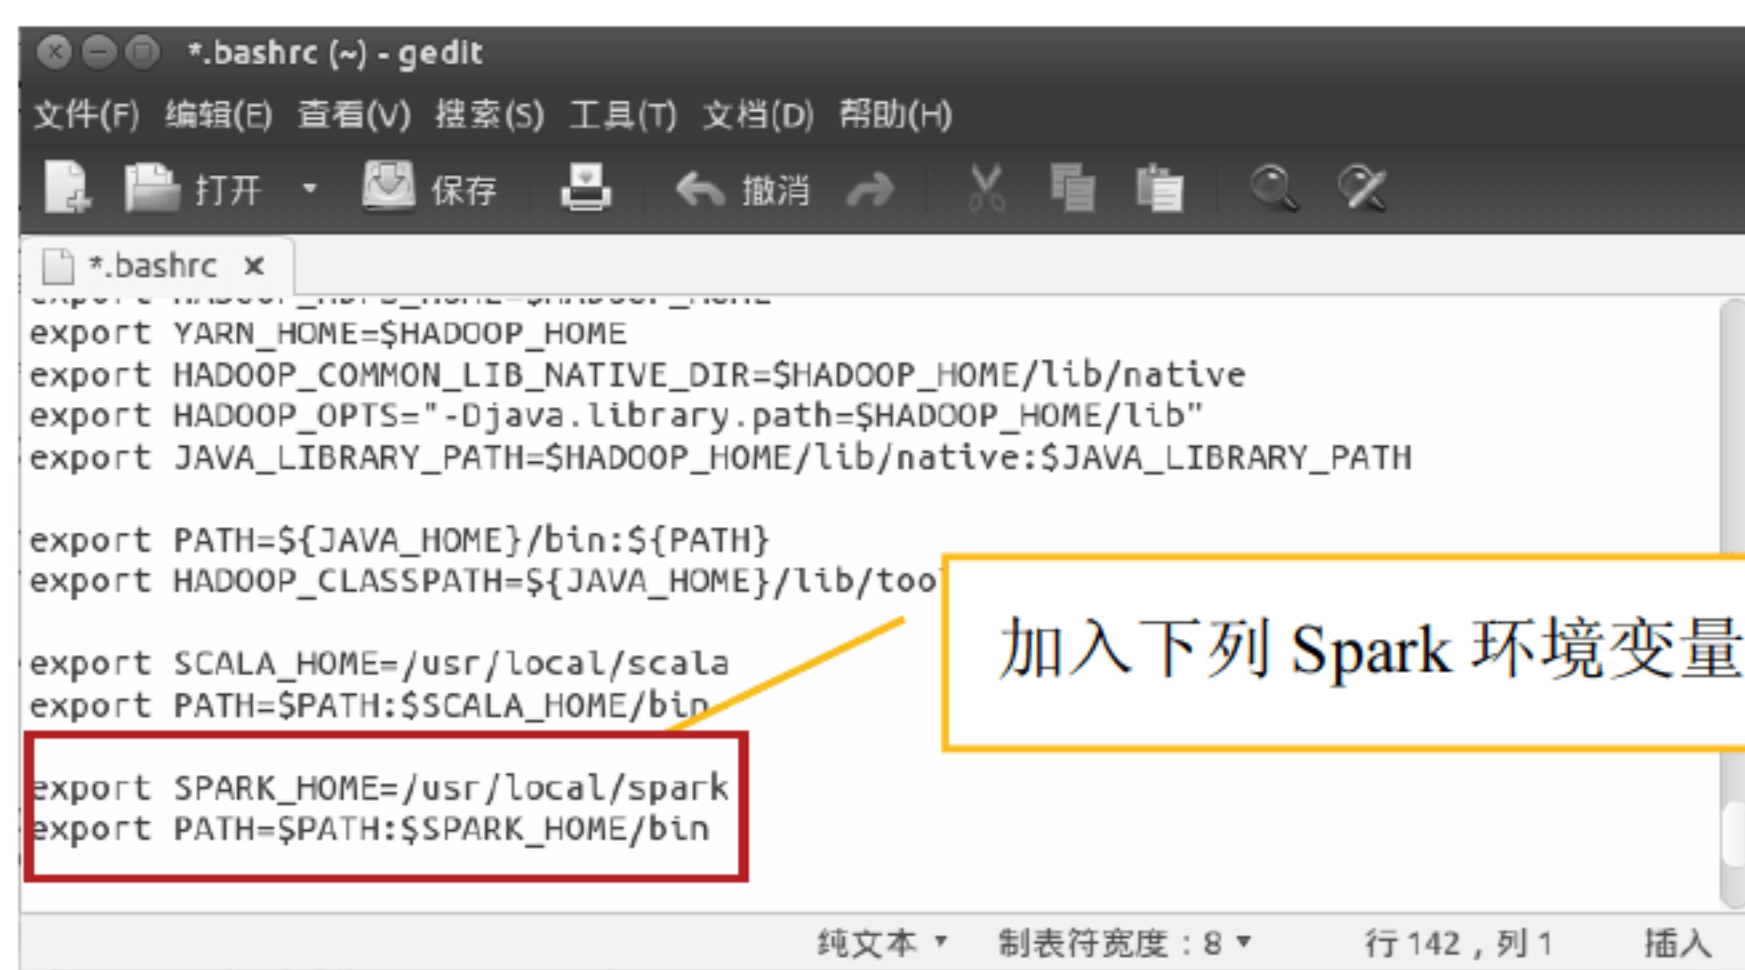 *.bashrc (~) - gedit
文件(F) 编辑(E) 查看(V) 搜索(S) 工具(T) 文档(D) 帮助(H)
打开 保存 撤消
*.bashrc
export HADOOP_HDFS_HOME=$HADOOP_HOME
export YARN_HOME=$HADOOP_HOME
export HADOOP_COMMON_LIB_NATIVE_DIR=$HADOOP_HOME/lib/native
export HADOOP_OPTS="-Djava.library.path=$HADOOP_HOME/lib"
export JAVA_LIBRARY_PATH=$HADOOP_HOME/lib/native:$JAVA_LIBRARY_PATH
export PATH=${JAVA_HOME}/bin:${PATH}
export HADOOP_CLASSPATH=${JAVA_HOME}/lib/too
加入下列 Spark 环境变量
export SCALA_HOME=/usr/local/scala
export PATH=$PATH:$SCALA_HOME/bin
export SPARK_HOME=/usr/local/spark
export PATH=$PATH:$SPARK_HOME/bin
纯文本 制表符宽度：8 行 142，列 1 插入